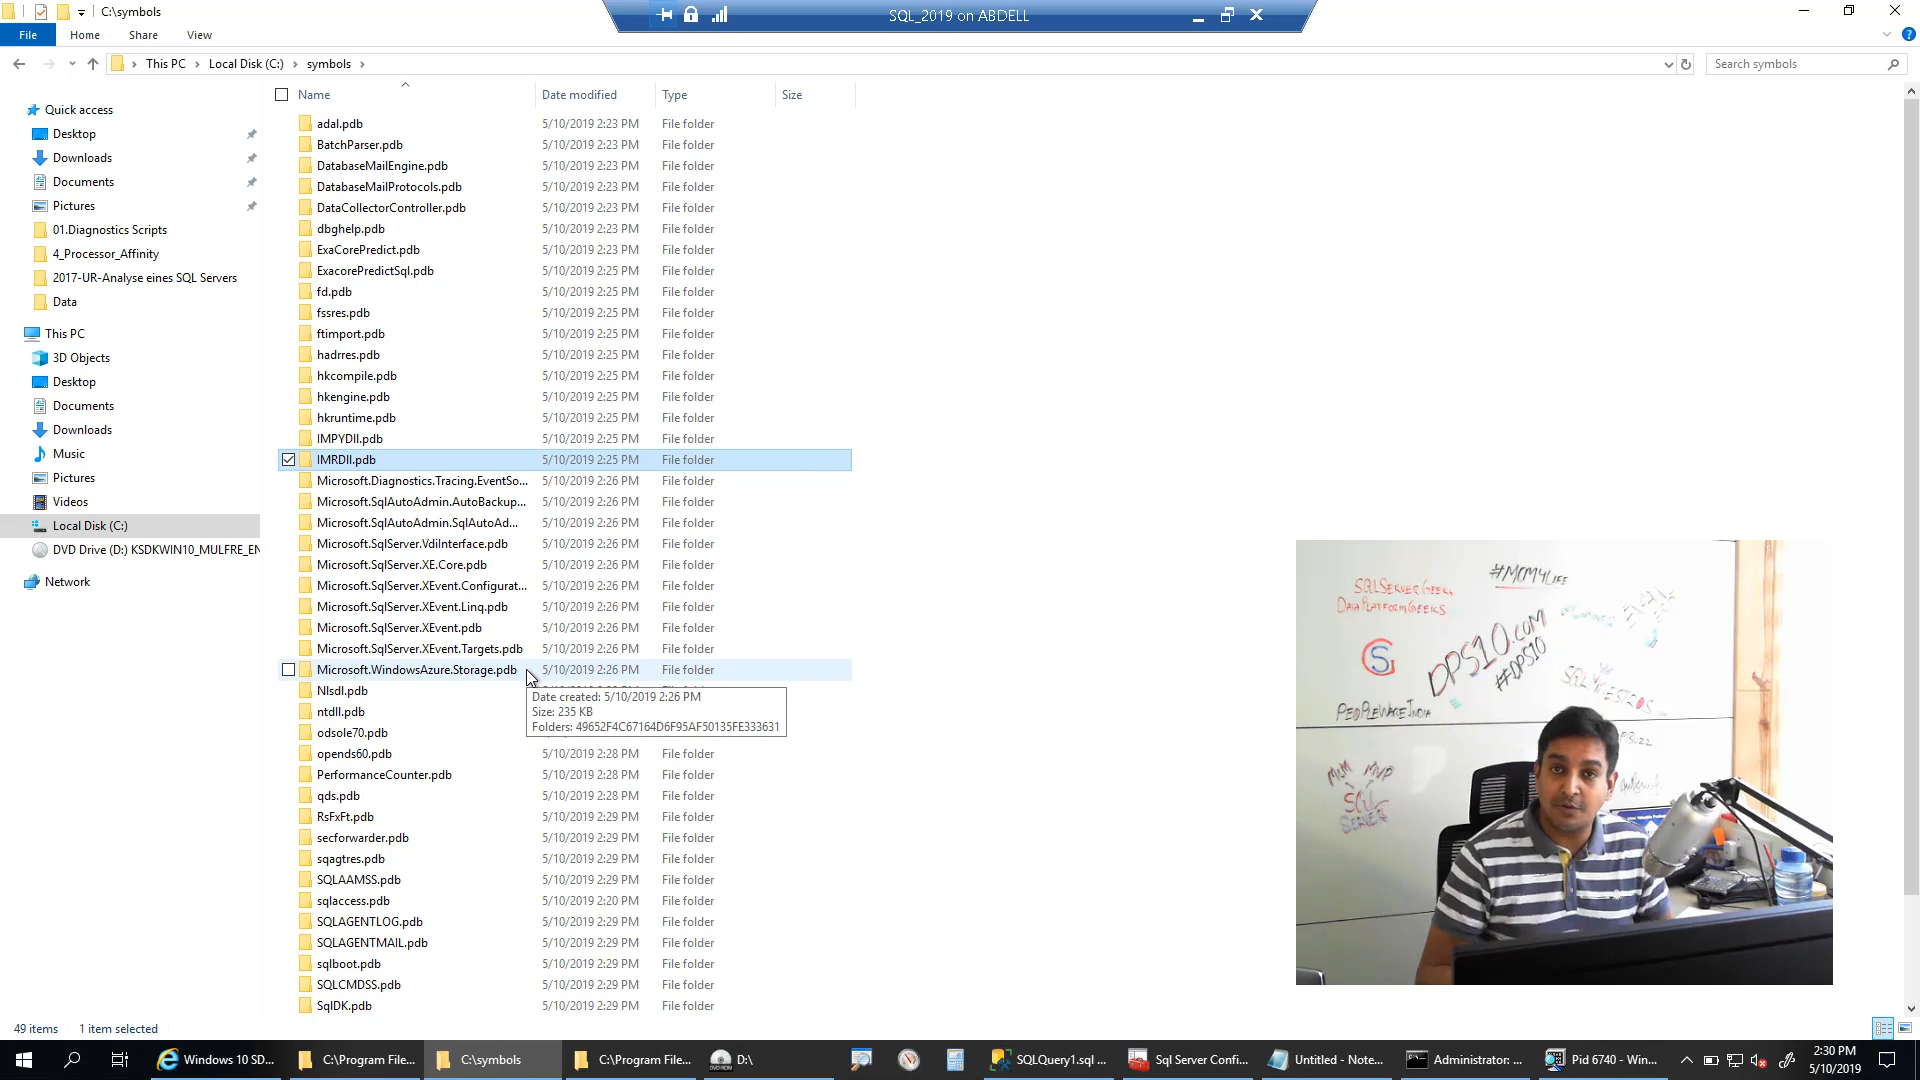 C:\symbols
SQL_2019 on ABDELL
File
Home
Share
View
This PC
Local Disk (C:)
symbols
Search symbols
Name
Date modified
Type
Size
Quick access
Desktop
Downloads
Documents
Pictures
01.Diagnostics Scripts
4_Processor_Affinity
2017-UR-Analyse eines SQL Servers
Data
This PC
3D Objects
Desktop
Documents
Downloads
Music
Pictures
Videos
Local Disk (C:)
DVD Drive (D:) KSDKWIN10_MULFRE_EN
Network
adal.pdb 5/10/2019 2:23 PM File folder
BatchParser.pdb 5/10/2019 2:23 PM File folder
DatabaseMailEngine.pdb 5/10/2019 2:23 PM File folder
DatabaseMailProtocols.pdb 5/10/2019 2:23 PM File folder
DataCollectorController.pdb 5/10/2019 2:23 PM File folder
dbghelp.pdb 5/10/2019 2:23 PM File folder
ExaCorePredict.pdb 5/10/2019 2:23 PM File folder
ExacorePredictSql.pdb 5/10/2019 2:25 PM File folder
fd.pdb 5/10/2019 2:25 PM File folder
fssres.pdb 5/10/2019 2:25 PM File folder
ftimport.pdb 5/10/2019 2:25 PM File folder
hadrres.pdb 5/10/2019 2:25 PM File folder
hkcompile.pdb 5/10/2019 2:25 PM File folder
hkengine.pdb 5/10/2019 2:25 PM File folder
hkruntime.pdb 5/10/2019 2:25 PM File folder
IMPYDll.pdb 5/10/2019 2:25 PM File folder
IMRDll.pdb 5/10/2019 2:25 PM File folder
Microsoft.Diagnostics.Tracing.EventSo... 5/10/2019 2:26 PM File folder
Microsoft.SqlAutoAdmin.AutoBackup... 5/10/2019 2:26 PM File folder
Microsoft.SqlAutoAdmin.SqlAutoAd... 5/10/2019 2:26 PM File folder
Microsoft.SqlServer.VdiInterface.pdb 5/10/2019 2:26 PM File folder
Microsoft.SqlServer.XE.Core.pdb 5/10/2019 2:26 PM File folder
Microsoft.SqlServer.XEvent.Configurat... 5/10/2019 2:26 PM File folder
Microsoft.SqlServer.XEvent.Linq.pdb 5/10/2019 2:26 PM File folder
Microsoft.SqlServer.XEvent.pdb 5/10/2019 2:26 PM File folder
Microsoft.SqlServer.XEvent.Targets.pdb 5/10/2019 2:26 PM File folder
Microsoft.WindowsAzure.Storage.pdb 5/10/2019 2:26 PM File folder
Nlsdl.pdb
ntdll.pdb
odsole70.pdb
Date created: 5/10/2019 2:26 PM
Size: 235 KB
Folders: 49652F4C67164D6F95AF50135FE333631
opends60.pdb 5/10/2019 2:28 PM File folder
PerformanceCounter.pdb 5/10/2019 2:28 PM File folder
qds.pdb 5/10/2019 2:28 PM File folder
RsFxFt.pdb 5/10/2019 2:29 PM File folder
secforwarder.pdb 5/10/2019 2:29 PM File folder
sqagtres.pdb 5/10/2019 2:29 PM File folder
SQLAAMSS.pdb 5/10/2019 2:29 PM File folder
sqlaccess.pdb 5/10/2019 2:20 PM File folder
SQLAGENTLOG.pdb 5/10/2019 2:29 PM File folder
SQLAGENTMAIL.pdb 5/10/2019 2:29 PM File folder
sqlboot.pdb 5/10/2019 2:29 PM File folder
SQLCMDSS.pdb 5/10/2019 2:29 PM File folder
SqlDK.pdb 5/10/2019 2:29 PM File folder
#MCM4LIFE
SQLSERVERGEEKS
DATAPLATFORMGEEKS
DPS10.COM
#DPS10
PEOPLEWAREINDIA
MCM MVP
SQL
SERVER
49 items
1 item selected
Windows 10 SD...
C:\Program File...
C:\symbols
C:\Program File...
D:\
SQLQuery1.sql ...
Sql Server Confi...
Untitled - Note...
Administrator: ...
Pid 6740 - Win...
2:30 PM
5/10/2019